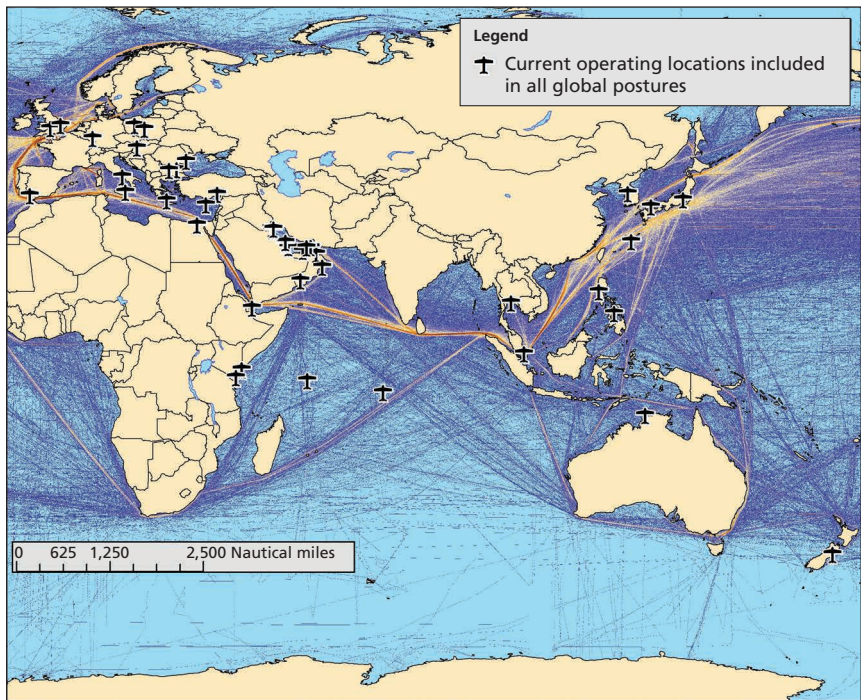 Legend
Current operating locations included
in all global postures
0 625 1,250 2,500 Nautical miles